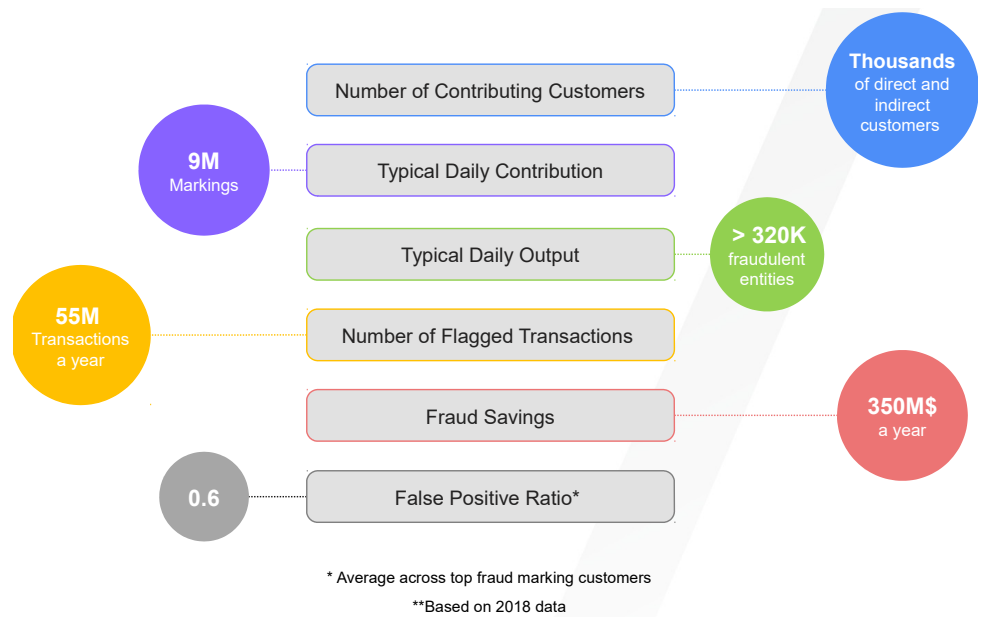 Number of Contributing Customers
Thousands
of direct and
indirect
customers
9M
Markings
Typical Daily Contribution
Typical Daily Output
> 320K
fraudulent
entities
55M
Transactions
a year
Number of Flagged Transactions
Fraud Savings
350M$
a year
0.6
False Positive Ratio*
* Average across top fraud marking customers
**Based on 2018 data